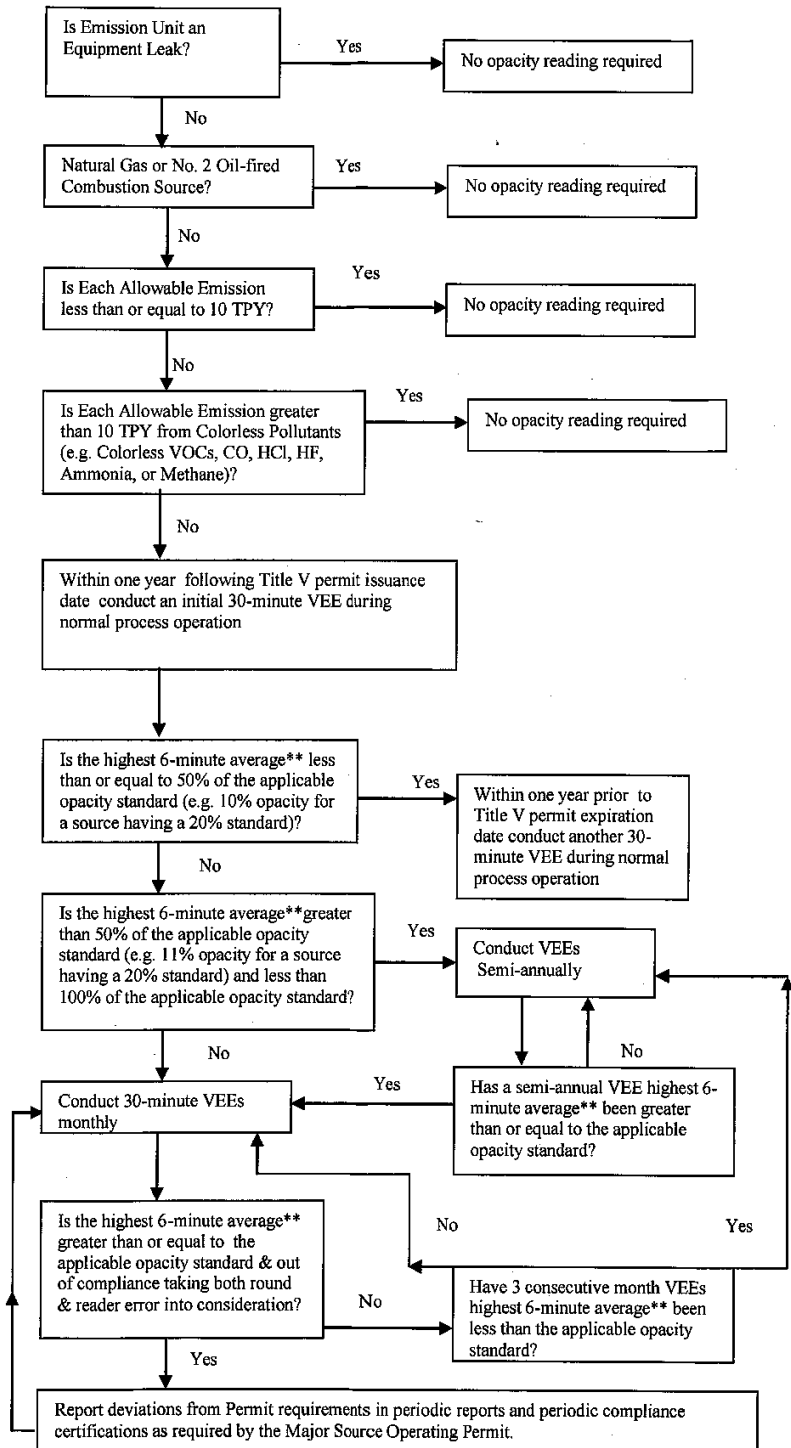 Is Emission Unit an
Equipment Leak?
Yes
No opacity reading required
No
Natural Gas or No. 2 Oil-fired
Combustion Source?
Yes
No opacity reading required
No
Is Each Allowable Emission
less than or equal to 10 TPY?
Yes
No opacity reading required
No
Is Each Allowable Emission greater
than 10 TPY from Colorless Pollutants
(e.g. Colorless VOCs, CO, HCl, HF,
Ammonia, or Methane)?
Yes
No opacity reading required
No
Within one year following Title V permit issuance
date conduct an initial 30-minute VEE during
normal process operation
Is the highest 6-minute average** less
than or equal to 50% of the applicable
opacity standard (e.g. 10% opacity for
a source having a 20% standard)?
Yes
Within one year prior to
Title V permit expiration
date conduct another 30-
minute VEE during normal
process operation
No
Is the highest 6-minute average**greater
than 50% of the applicable opacity
standard (e.g. 11% opacity for a source
having a 20% standard) and less than
100% of the applicable opacity standard?
Yes
Conduct VEEs
Semi-annually
No
No
Conduct 30-minute VEEs
monthly
Yes
Has a semi-annual VEE highest 6-
minute average** been greater
than or equal to the applicable
opacity standard?
Is the highest 6-minute average**
greater than or equal to the
applicable opacity standard & out
of compliance taking both round
& reader error into consideration?
No
Yes
No
Have 3 consecutive month VEEs
highest 6-minute average** been
less than the applicable opacity
standard?
Yes
Report deviations from Permit requirements in periodic reports and periodic compliance
certifications as required by the Major Source Operating Permit.